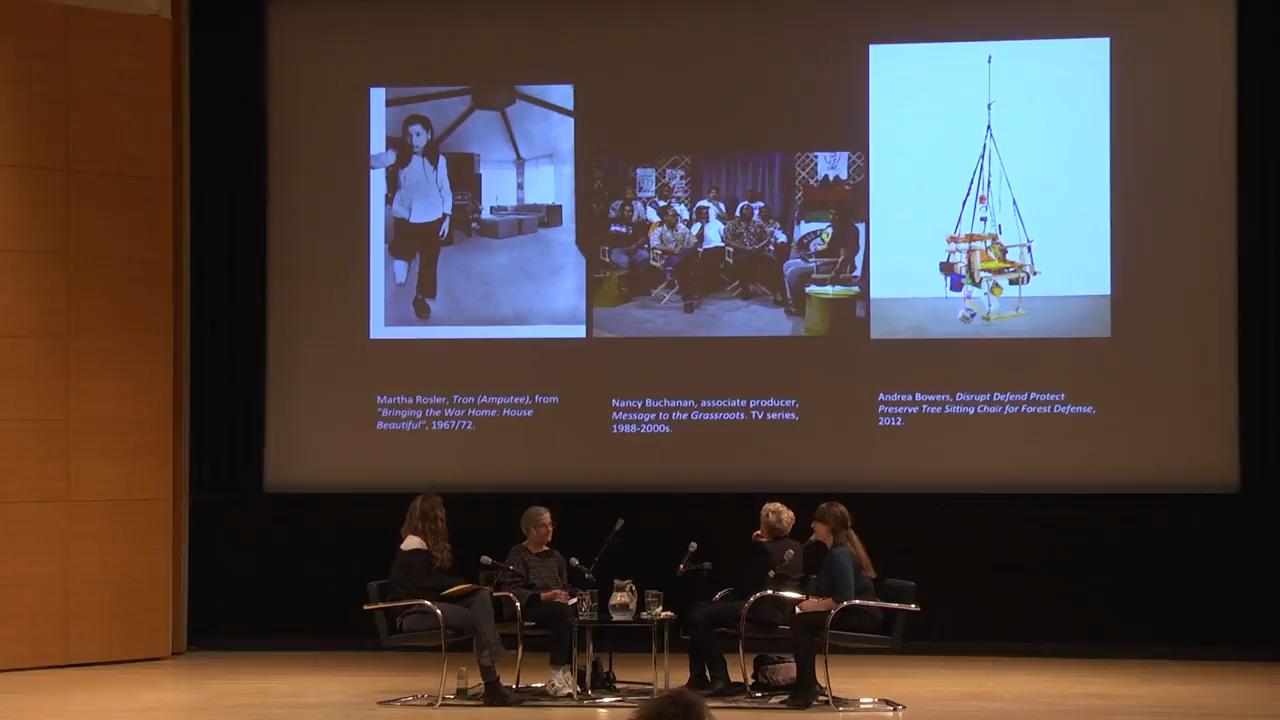 Martha Rosler, Tron (Amputee), from
"Bringing the War Home: House
Beautiful", 1967/72.
Nancy Buchanan, associate producer,
Message to the Grassroots. TV series,
1988-2000s.
Andrea Bowers, Disrupt Defend Protect
Preserve Tree Sitting Chair for Forest Defense,
2012.